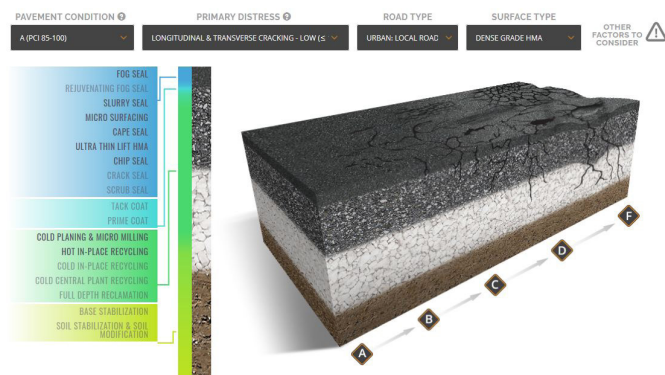 PAVEMENT CONDITION ?
PRIMARY DISTRESS ?
ROAD TYPE
SURFACE TYPE
OTHER
FACTORS TO
CONSIDER
A (PCI 85-100)
LONGITUDINAL & TRANSVERSE CRACKING - LOW (≤
URBAN: LOCAL ROAD
DENSE GRADE HMA
FOG SEAL
REJUVENATING FOG SEAL
SLURRY SEAL
MICRO SURFACING
CAPE SEAL
ULTRA THIN LIFT HMA
CHIP SEAL
CRACK SEAL
SCRUB SEAL
TACK COAT
PRIME COAT
COLD PLANING & MICRO MILLING
HOT IN-PLACE RECYCLING
COLD IN-PLACE RECYCLING
COLD CENTRAL PLANT RECYCLING
FULL DEPTH RECLAMATION
BASE STABILIZATION
SOIL STABILIZATION & SOIL
MODIFICATION
A
B
C
D
F